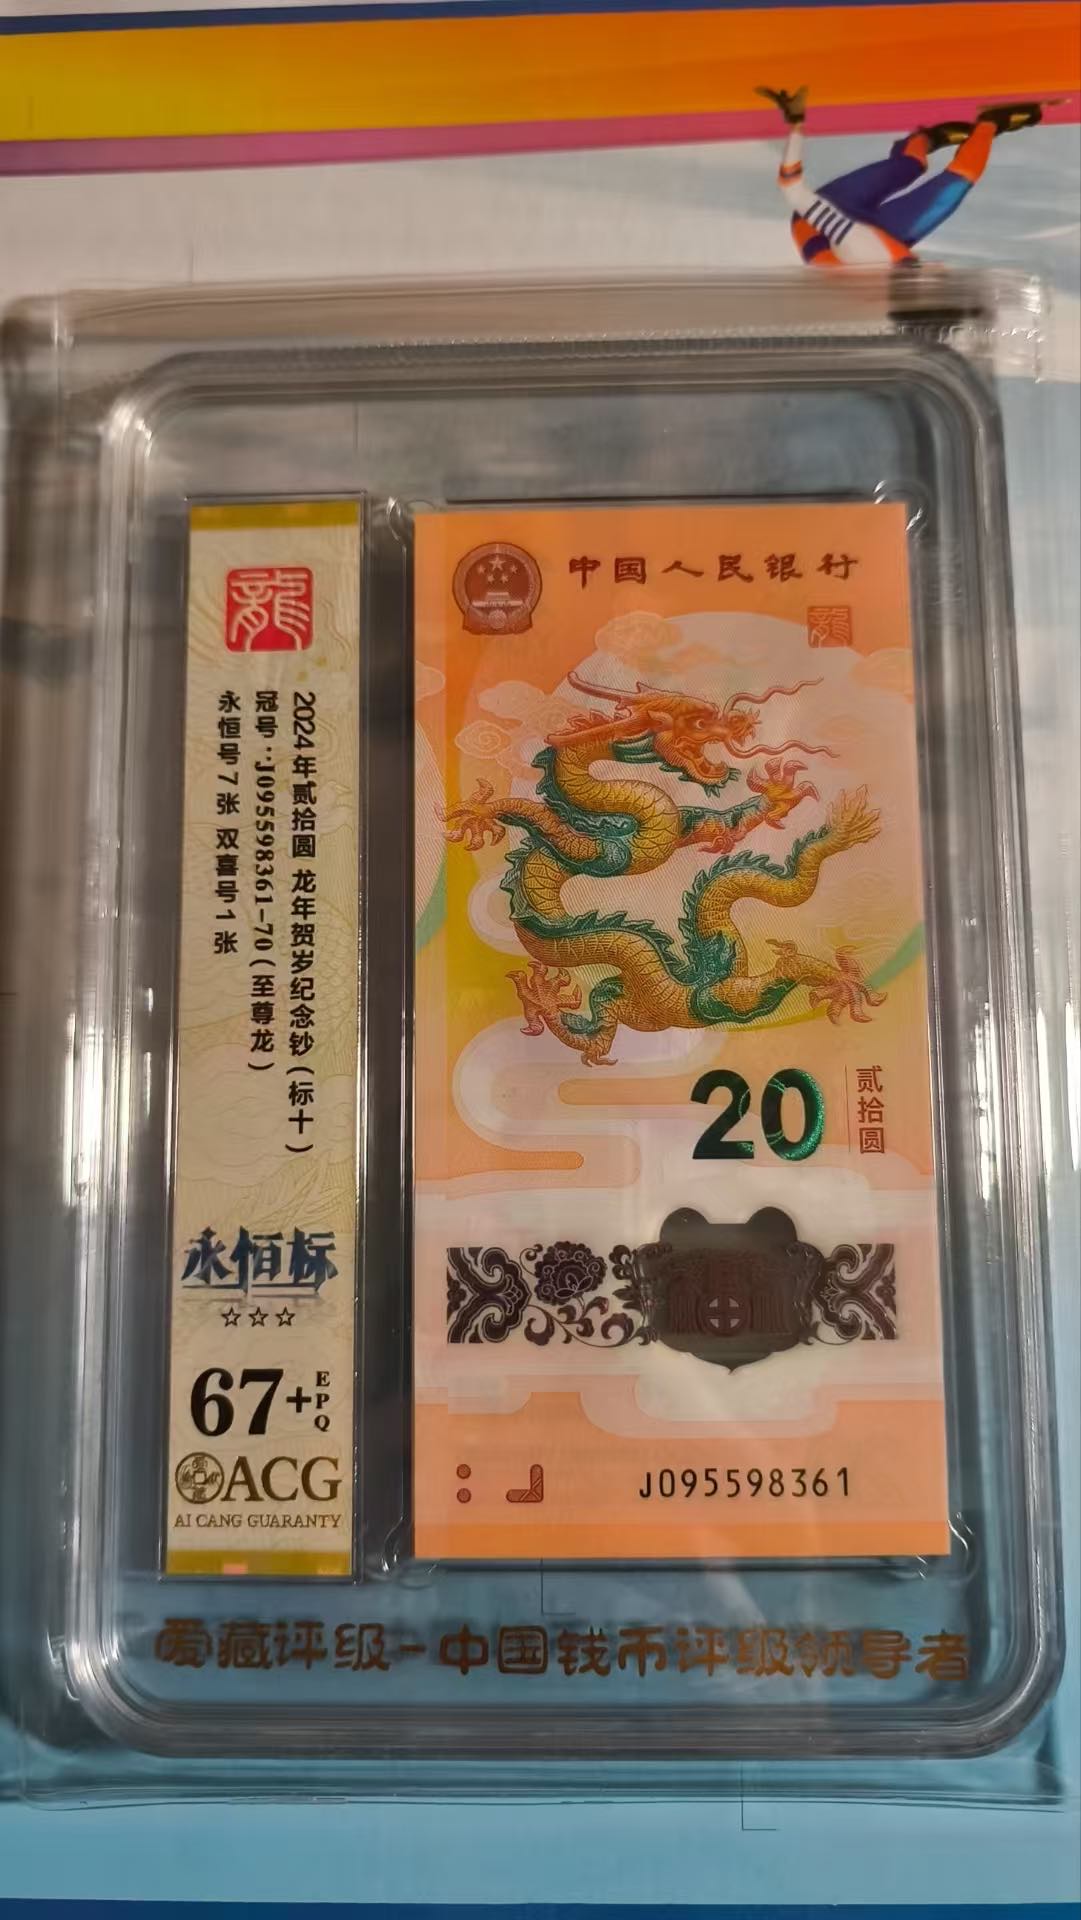 龍
2024年贰拾圆 龙年贺岁纪念钞(标十)
冠号:J095598361-70(至尊龙)
永恒号7张 双喜号1张
永恒标
☆☆☆
67+EPQ
ACG
AI CANG GUARANTY
中国人民银行
龍
20
贰拾圆
J095598361
爱藏评级-中国钱币评级领导者